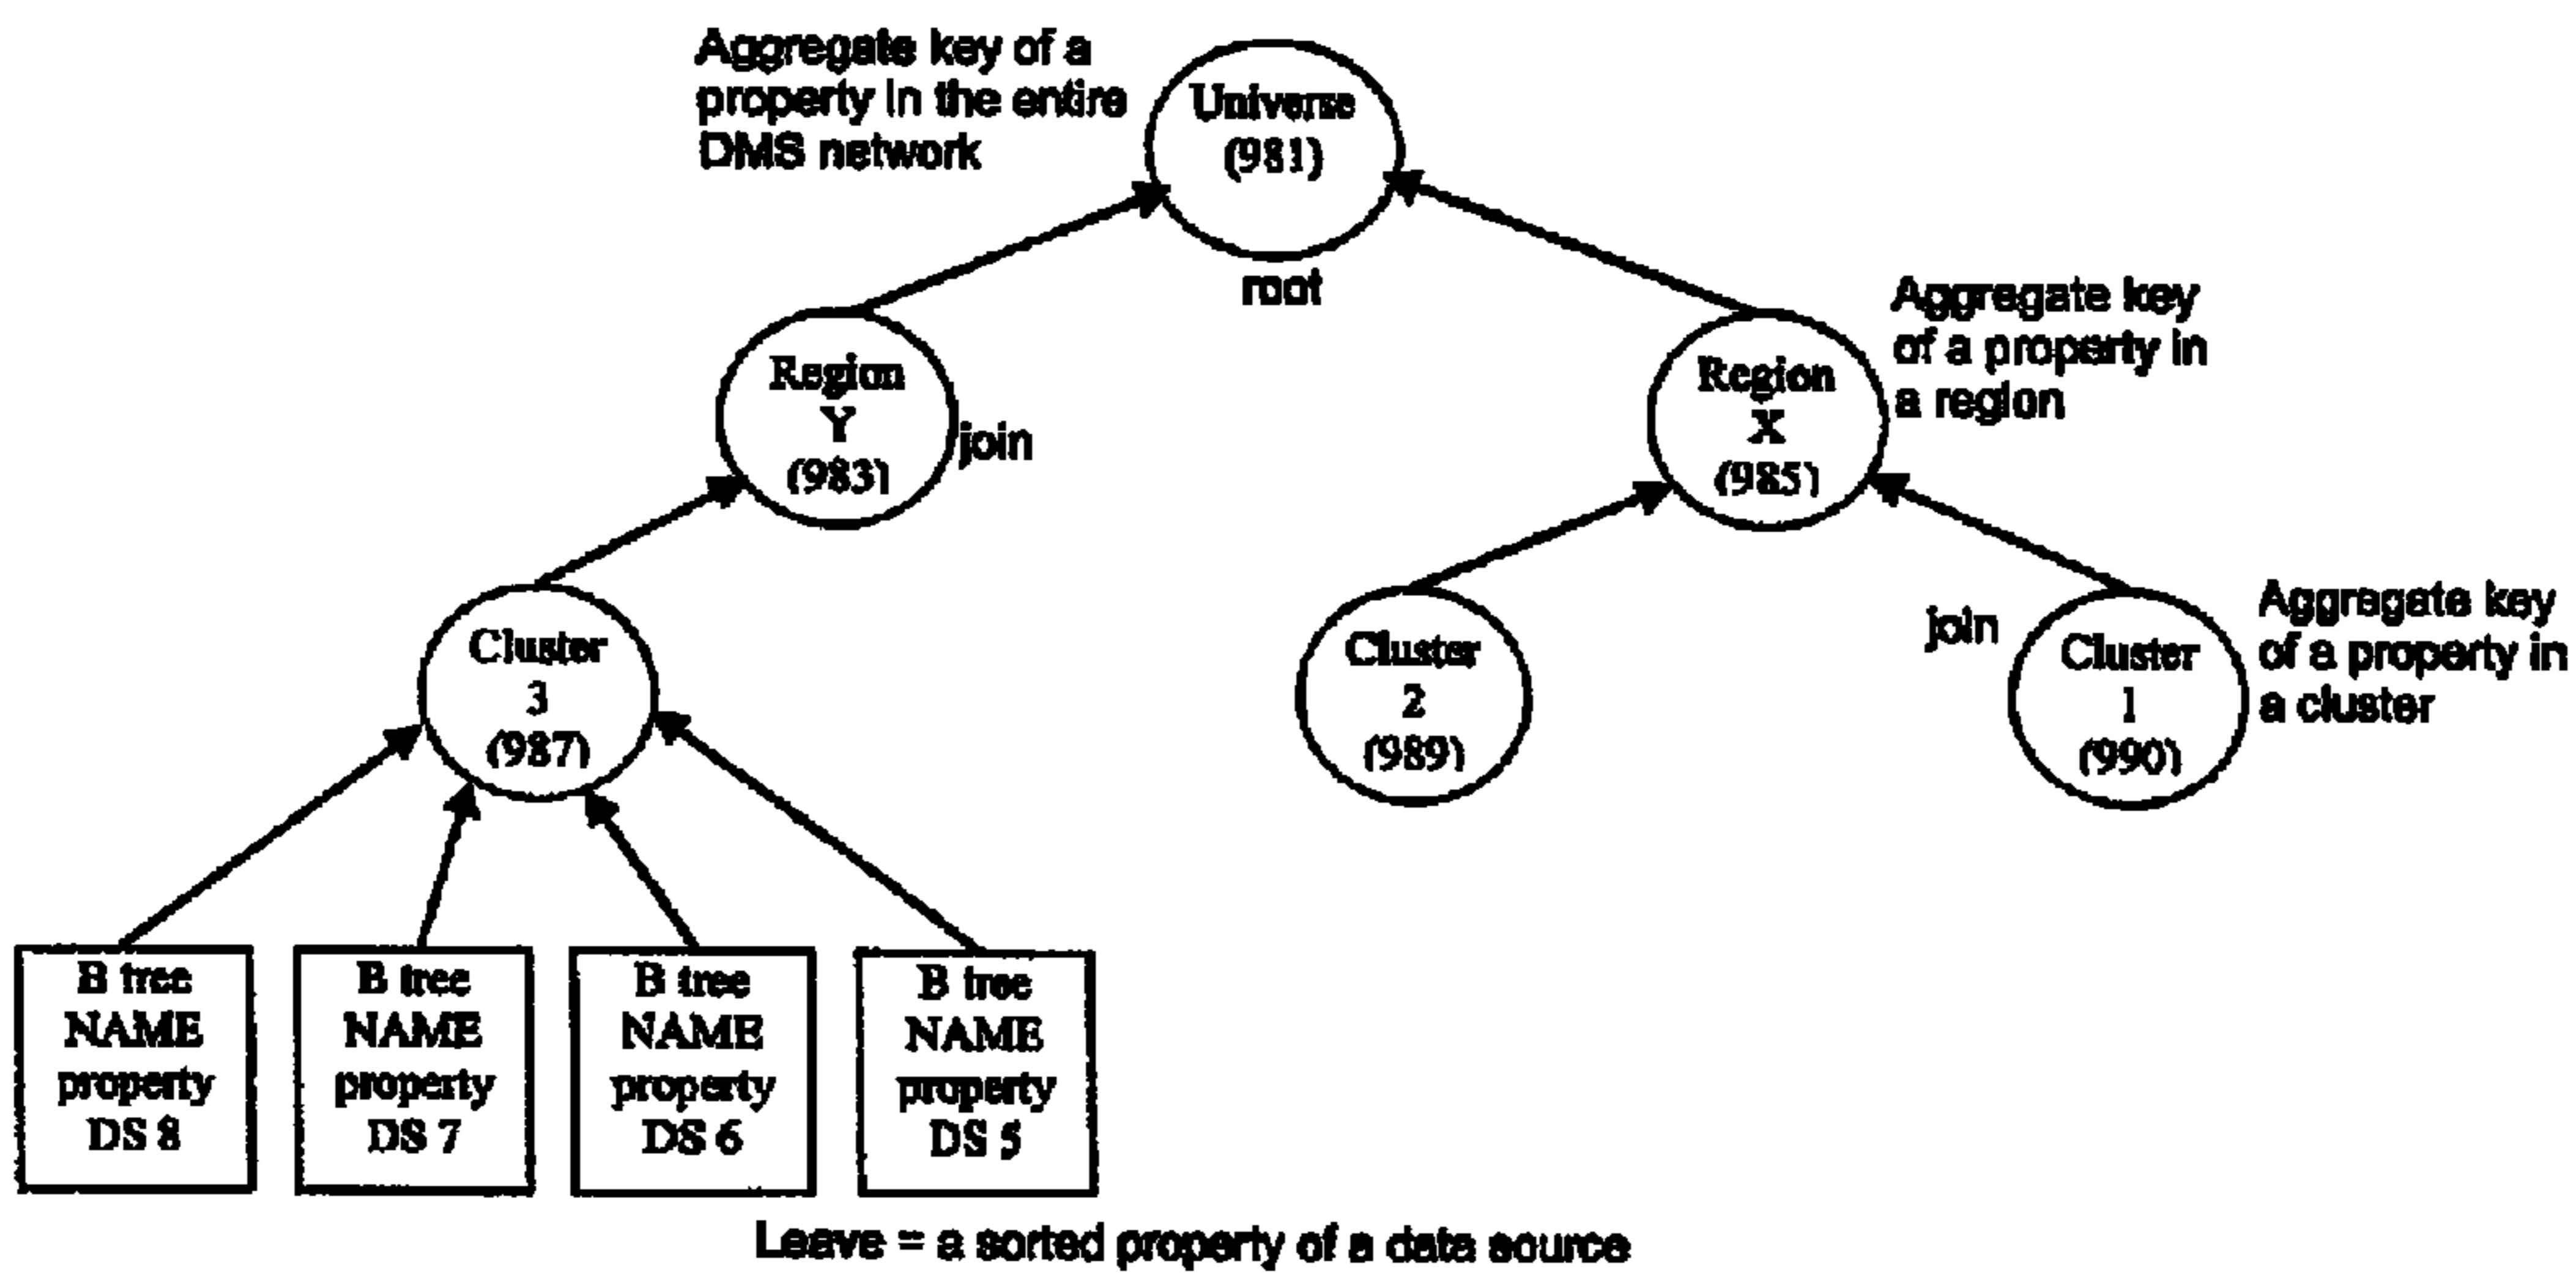 Aggregate key of a
property in the entire
DMS network
Universe
(981)
root
Region
Y
(983)
join
Region
X
(985)
Aggregate key
of a property in
a region
Cluster
3
(987)
Cluster
2
(989)
join
Cluster
1
(990)
Aggregate key
of a property in
a cluster
B tree
NAME
property
DS 8
B tree
NAME
property
DS 7
B tree
NAME
property
DS 6
B tree
NAME
property
DS 5
Leave = a sorted property of a data source